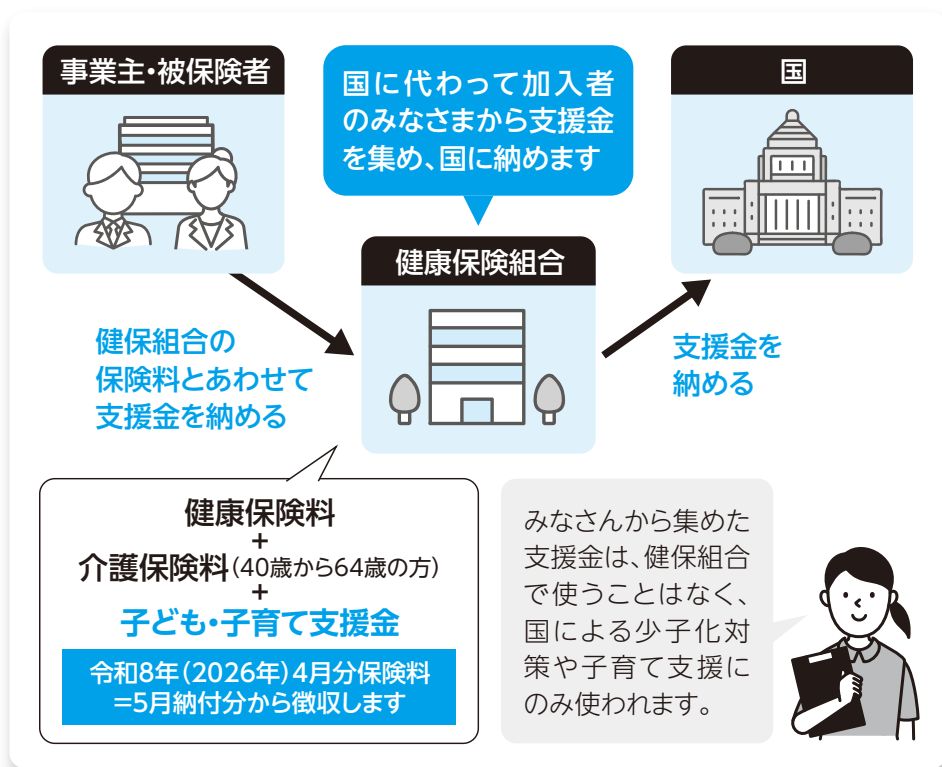 事業主・被保険者
国に代わって加入者
のみなさまから支援金
を集め、国に納めます
国
健康保険組合
健保組合の
保険料とあわせて
支援金を納める
支援金を
納める
健康保険料
+
介護保険料(40歳から64歳の方)
+
子ども・子育て支援金
令和8年(2026年)4月分保険料
=5月納付分から徴収します
みなさんから集めた
支援金は、健保組合
で使うことはなく、
国による少子化対
策や子育て支援に
のみ使われます。